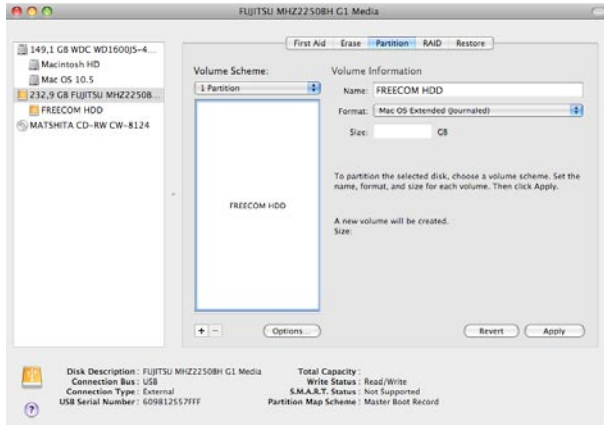 FUJITSU MHZ2250BH G1 Media
First Aid Erase Partition RAID Restore
149,1 GB WDC WD1600JS-4...
Macintosh HD
Mac OS 10.5
232,9 GB FUJITSU MHZ2250B...
FREECOM HDD
MATSHITA CD-RW CW-8124
Volume Scheme:
1 Partition
FREECOM HDD
+ −
Options...
Volume Information
Name: FREECOM HDD
Format: Mac OS Extended (Journaled)
Size: GB
To partition the selected disk, choose a volume scheme. Set the
name, format, and size for each volume. Then click Apply.
A new volume will be created.
Size:
Revert Apply
Disk Description : FUJITSU MHZ2250BH G1 Media
Connection Bus : USB
Connection Type : External
USB Serial Number : 609812557FFF
Total Capacity :
Write Status : Read/Write
S.M.A.R.T. Status : Not Supported
Partition Map Scheme : Master Boot Record
?